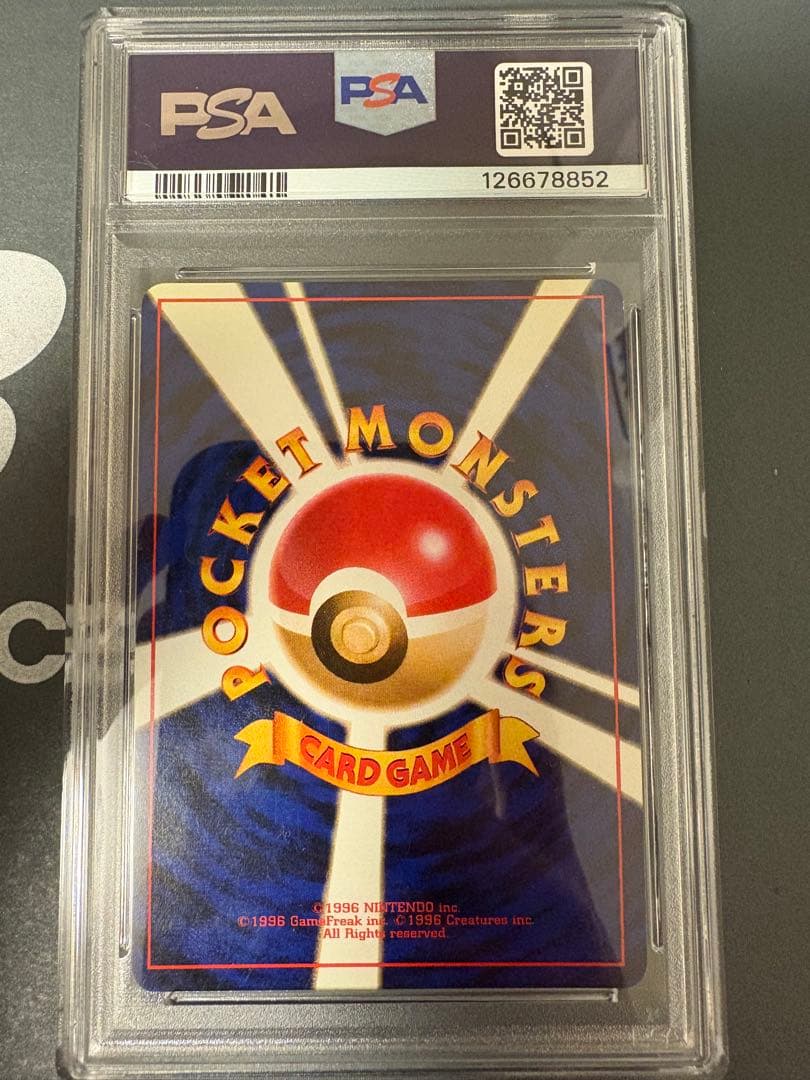 PSA
PSA
126678852
POCKET MONSTERS
CARD GAME
©1996 NINTENDO inc.
©1996 GameFreak inc. ©1996 Creatures inc.
All Rights reserved.
C